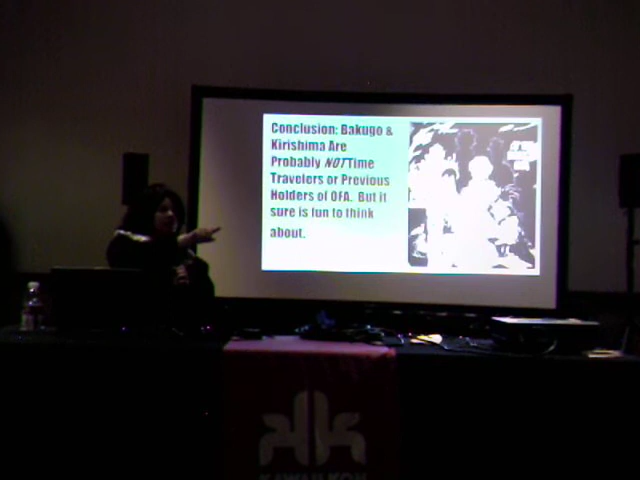 Conclusion: Bakugo &
Kirishima Are
Probably NOT Time
Travelers or Previous
Holders of OFA. But it
sure is fun to think
about.